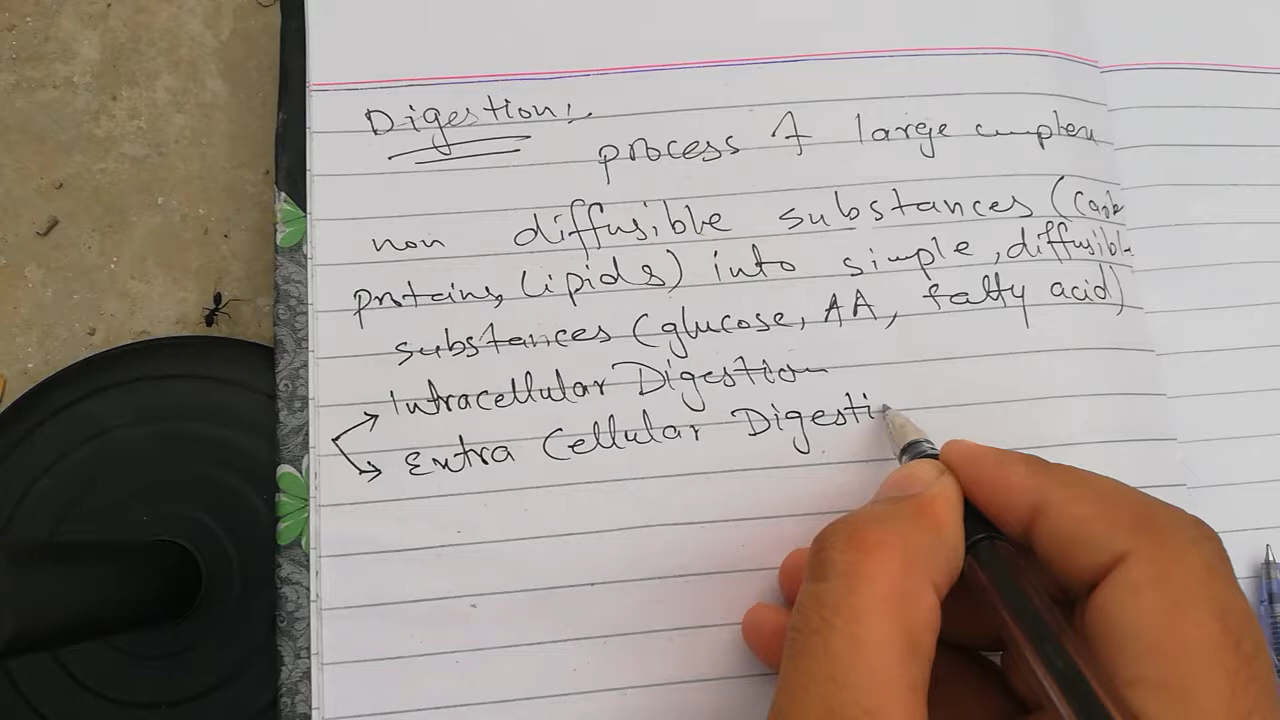 Digestion:
process of large complex
non diffusible substances (Carb
proteins, Lipids) into simple, diffusible
substances (glucose, AA, fatty acid)
Intracellular Digestion
Extra Cellular Digesti